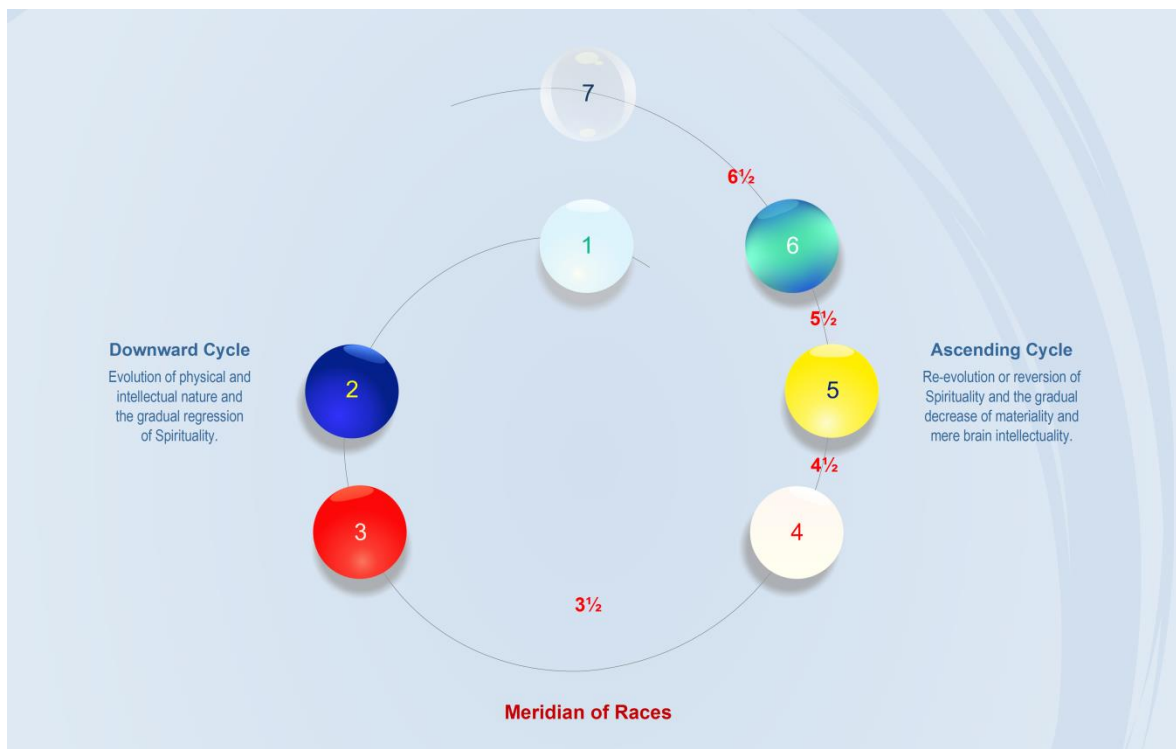 7
6½
1
6
5½
Downward Cycle
Evolution of physical and
intellectual nature and
the gradual regression
of Spirituality.
2
5
Ascending Cycle
Re-evolution or reversion of
Spirituality and the gradual
decrease of materiality and
mere brain intellectuality.
4½
3
4
3½
Meridian of Races